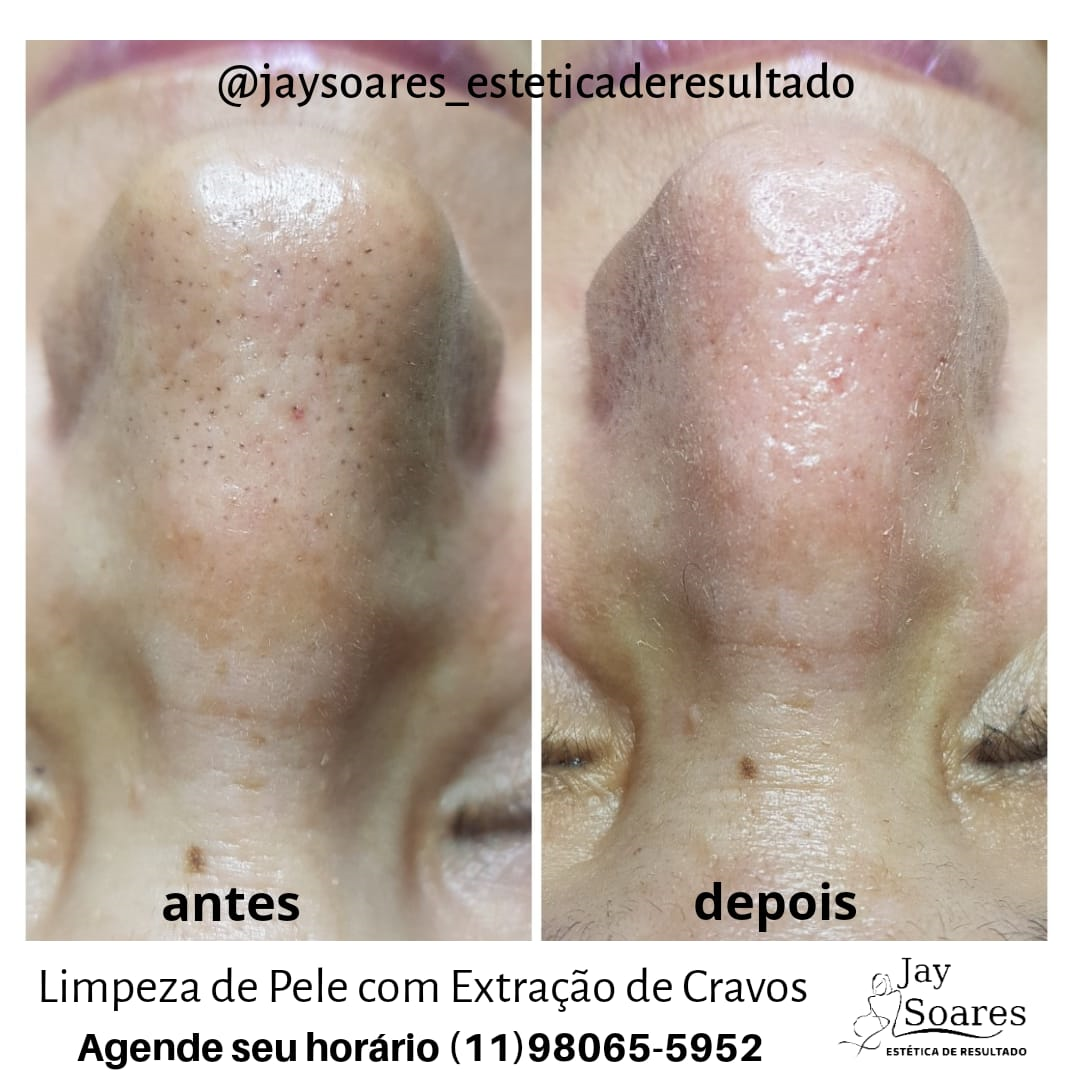 @jaysoares_esteticaderesultado
antes
depois
Limpeza de Pele com Extração de Cravos
Agende seu horário (11)98065-5952
Jay
Soares
ESTÉTICA DE RESULTADO